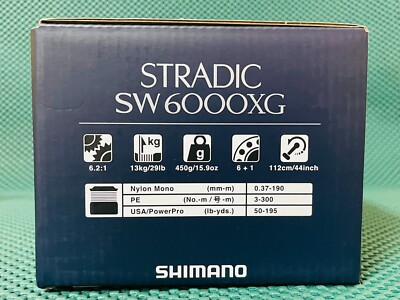 STRADIC
SW 6000XG
kg
g
6.2:1
13kg/29lb
450g/15.9oz
6 + 1
112cm/44inch
Nylon Mono (mm-m) 0.37-190
PE (No.-m / 号-m) 3-300
USA/PowerPro (lb-yds.) 50-195
SHIMANO